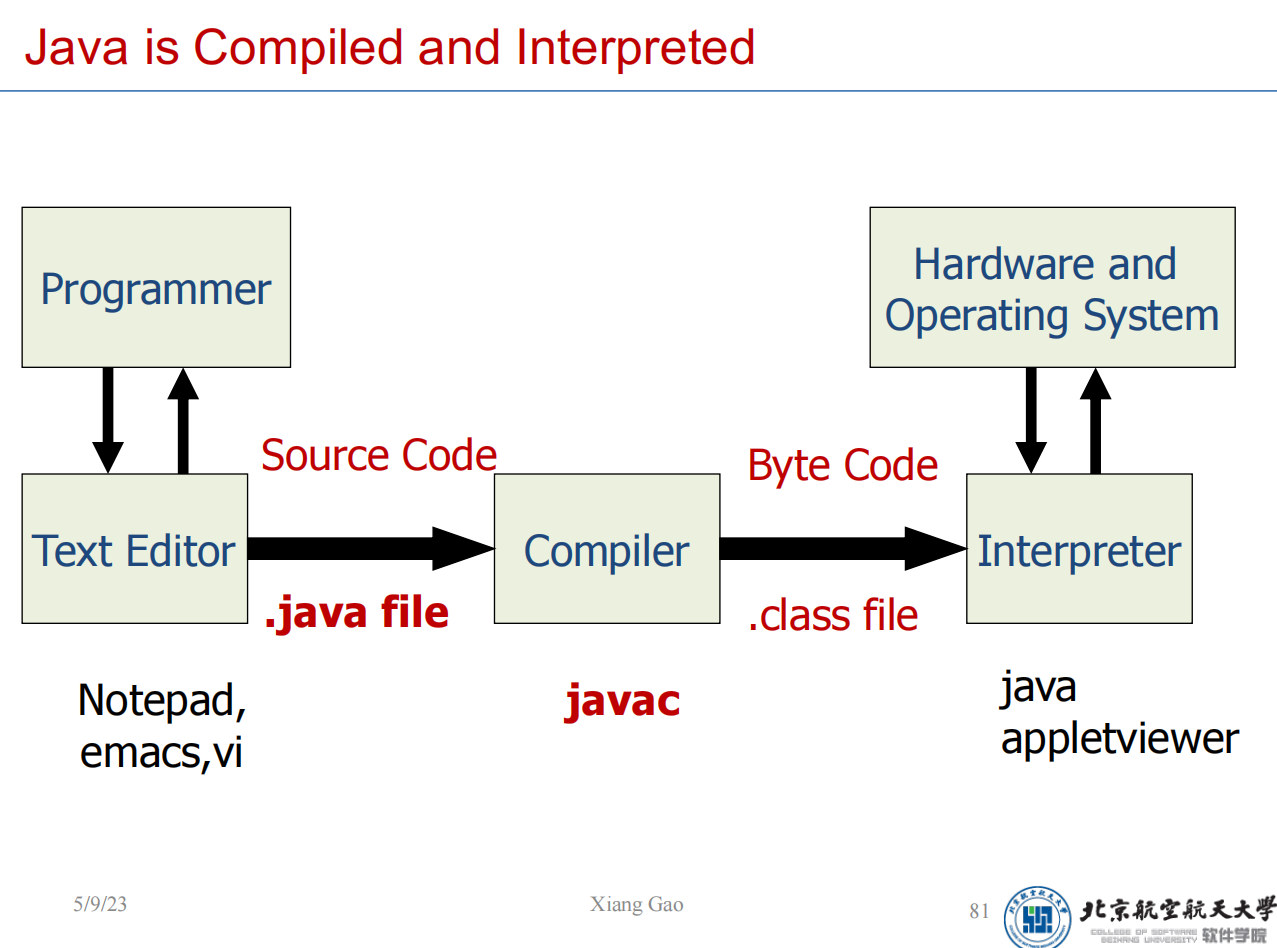 Java is Compiled and Interpreted
Programmer
Hardware and
Operating System
Source Code
Byte Code
Text Editor
Compiler
Interpreter
.java file
.class file
Notepad,
emacs,vi
javac
java
appletviewer
5/9/23
Xiang Gao
81
北京航空航天大学
COLLEGE OF SOFTWARE
BEIHANG UNIVERSITY
软件学院